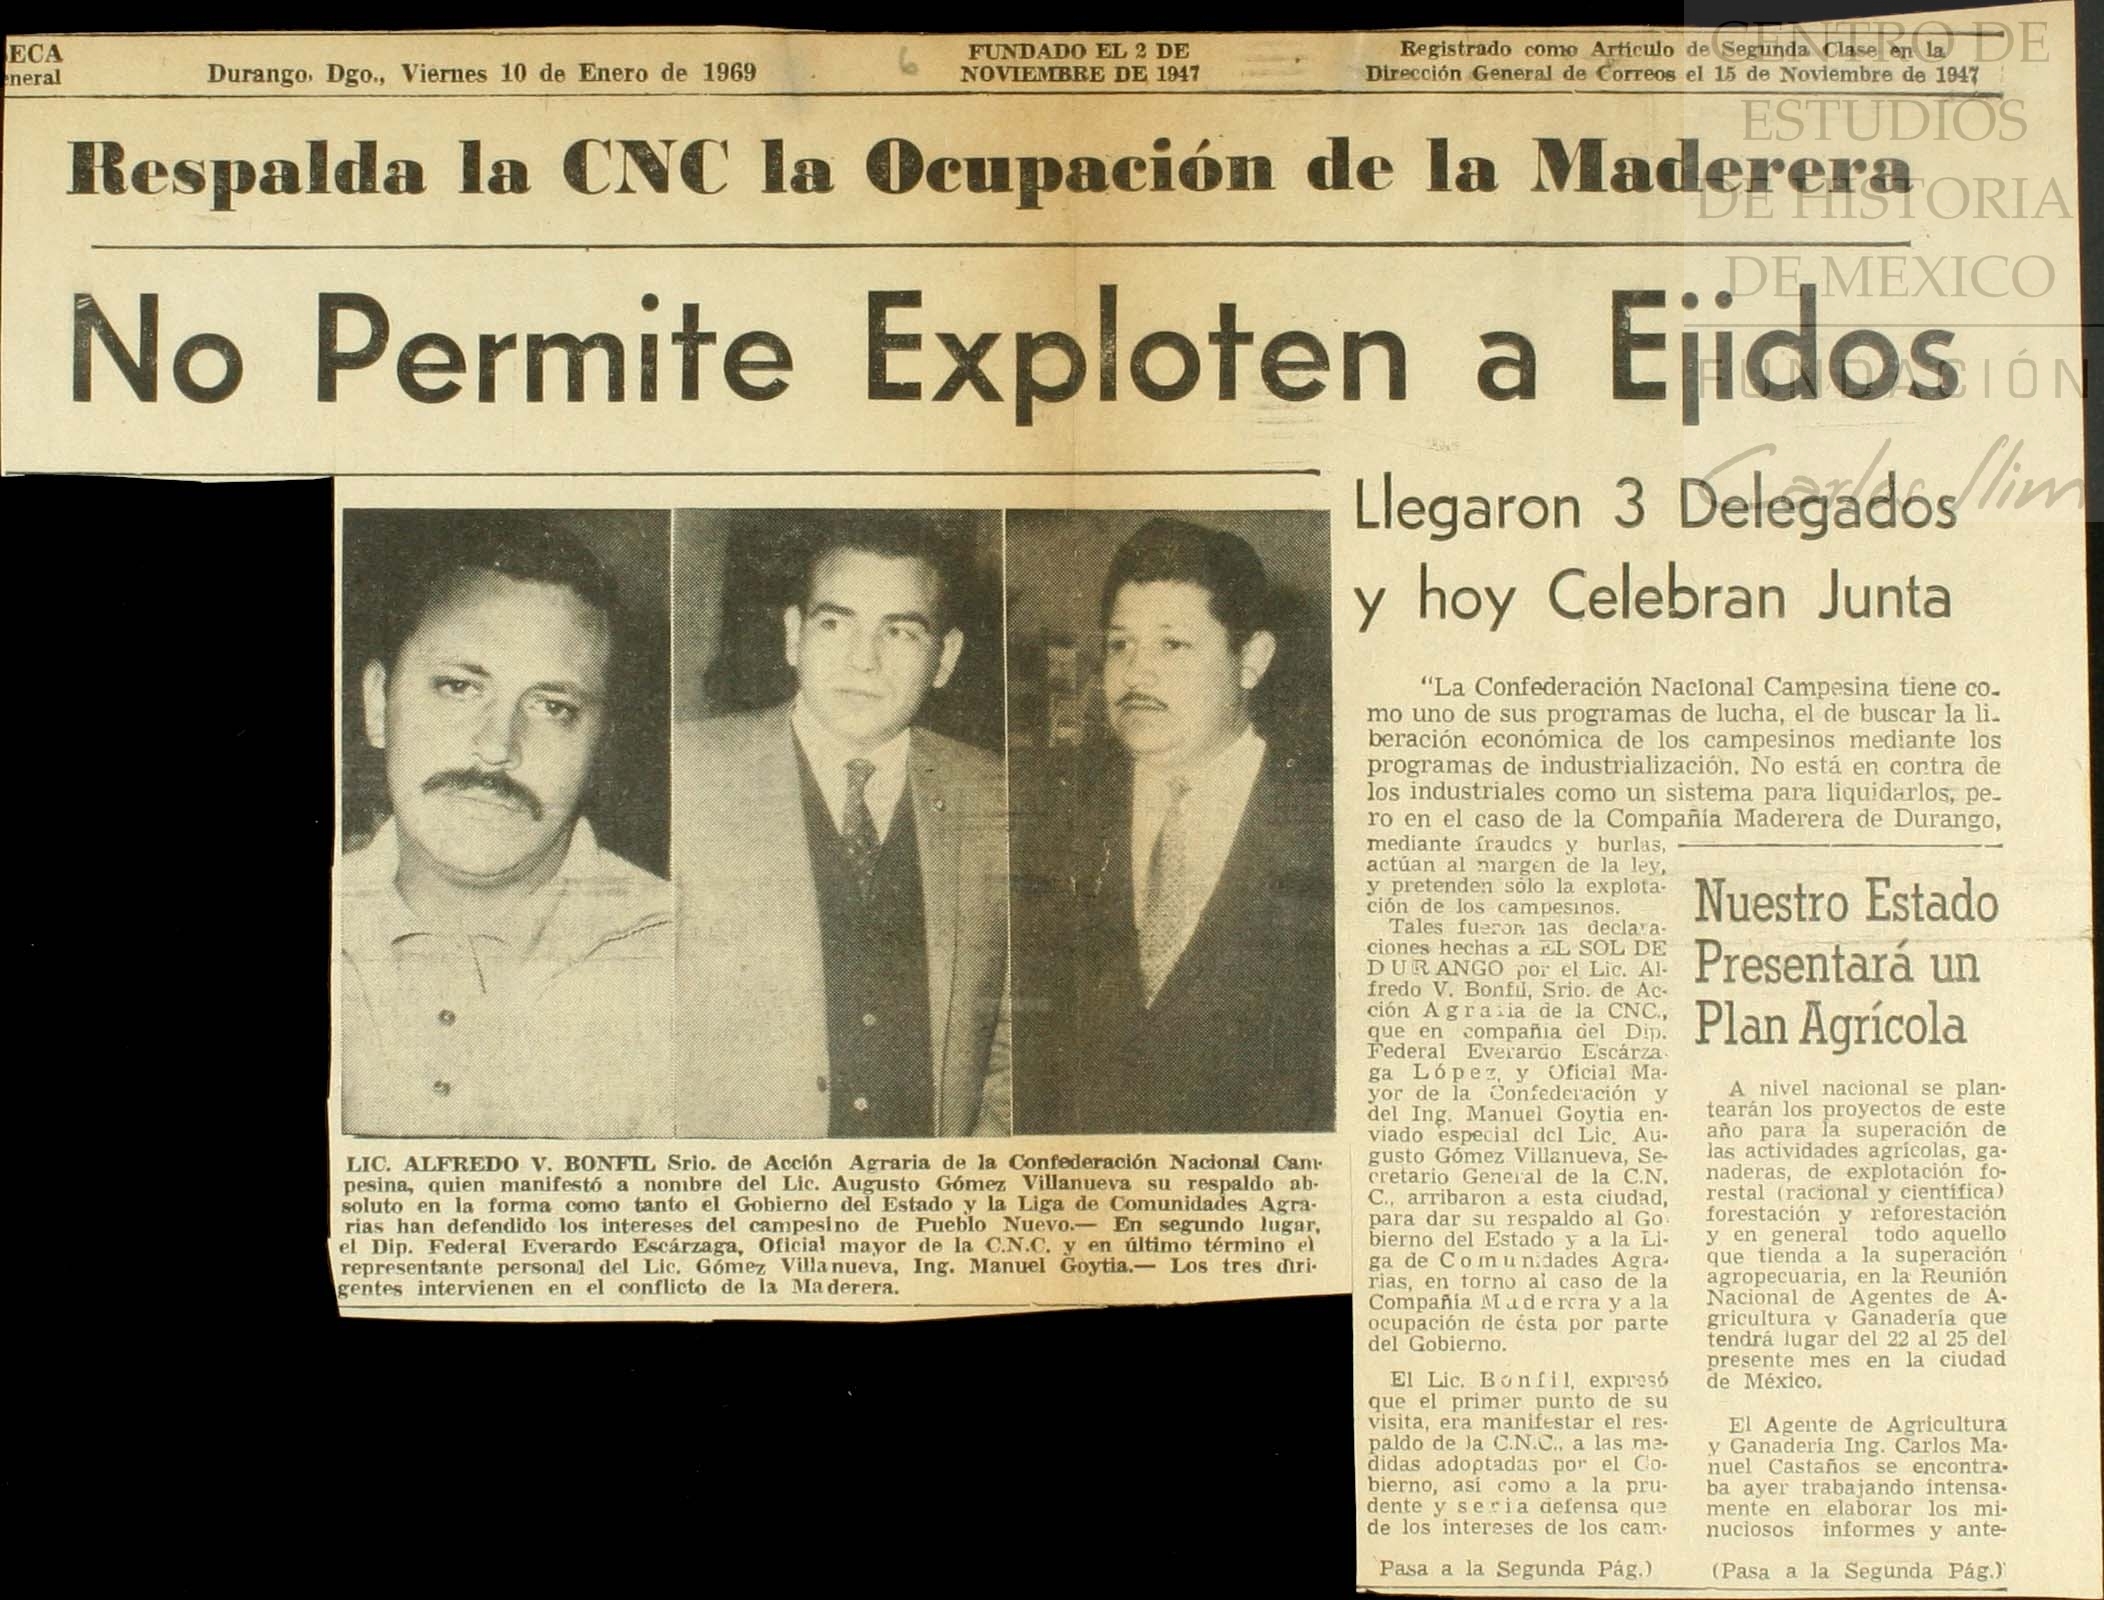 ECA
neral
Durango, Dgo., Viernes 10 de Enero de 1969
6
FUNDADO EL 2 DE
NOVIEMBRE DE 1947
Registrado como Artículo de Segunda Clase en la
Dirección General de Correos el 15 de Noviembre de 1947
CENTRO DE
ESTUDIOS
DE HISTORIA
DE MEXICO
FUNDACIÓN
Carlos Slim
Respalda la CNC la Ocupación de la Maderera
No Permite Exploten a Ejidos
Llegaron 3 Delegados
y hoy Celebran Junta
LIC. ALFREDO V. BONFIL Srio. de Acción Agraria de la Confederación Nacional Cam-
pesina, quien manifestó a nombre del Lic. Augusto Gómez Villanueva su respaldo ab-
soluto en la forma como tanto el Gobierno del Estado y la Liga de Comunidades Agra-
rias han defendido los intereses del campesino de Pueblo Nuevo.— En segundo lugar,
el Dip. Federal Everardo Escárzaga, Oficial mayor de la C.N.C. y en último término el
representante personal del Lic. Gómez Villanueva, Ing. Manuel Goytia.— Los tres diri-
gentes intervienen en el conflicto de la Maderera.
“La Confederación Nacional Campesina tiene co-
mo uno de sus programas de lucha, el de buscar la li-
beración económica de los campesinos mediante los
programas de industrialización. No está en contra de
los industriales como un sistema para liquidarlos, pe-
ro en el caso de la Compañía Maderera de Durango,
mediante fraudes y burlas,
actúan al margen de la ley,
y pretenden sólo la explota-
ción de los campesinos.
Tales fueron las declara-
ciones hechas a EL SOL DE
DURANGO por el Lic. Al-
fredo V. Bonfil, Srio. de Ac-
ción Agraria de la CNC.,
que en compañía del Dip.
Federal Everardo Escárza-
ga López, y Oficial Ma-
yor de la Confederación y
del Ing. Manuel Goytia en-
viado especial del Lic. Au-
gusto Gómez Villanueva, Se-
cretario General de la C.N.
C., arribaron a esta ciudad,
para dar su respaldo al Go-
bierno del Estado y a la Li-
ga de Comunidades Agra-
rias, en torno al caso de la
Compañía Maderera y a la
ocupación de ésta por parte
del Gobierno.
El Lic. Bonfil, expresó
que el primer punto de su
visita, era manifestar el res-
paldo de la C.N.C., a las me-
didas adoptadas por el Go-
bierno, así como a la pru-
dente y seria defensa que
de los intereses de los cam-
Pasa a la Segunda Pág.)
Nuestro Estado
Presentará un
Plan Agrícola
A nivel nacional se plan-
tearán los proyectos de este
año para la superación de
las actividades agrícolas, ga-
naderas, de explotación fo-
restal (racional y científica)
forestación y reforestación
y en general todo aquello
que tienda a la superación
agropecuaria, en la Reunión
Nacional de Agentes de A-
gricultura y Ganadería que
tendrá lugar del 22 al 25 del
presente mes en la ciudad
de México.
El Agente de Agricultura
y Ganadería Ing. Carlos Ma-
nuel Castaños se encontra-
ba ayer trabajando intensa-
mente en elaborar los mi-
nuciosos informes y ante-
(Pasa a la Segunda Pág.)